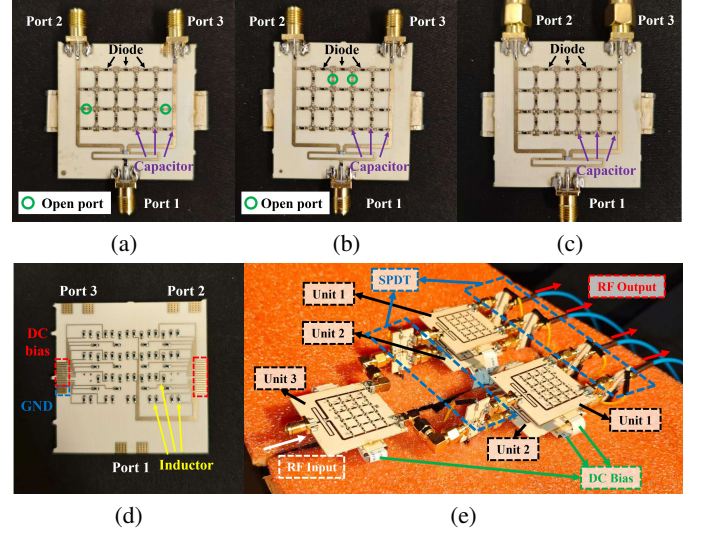 Port 2
Port 3
Diode
Capacitor
Open port
Port 1
(a)
Port 2
Port 3
Diode
Capacitor
Open port
Port 1
(b)
Port 2
Port 3
Diode
Capacitor
Port 1
(c)
Port 3
Port 2
DC
bias
GND
Port 1
Inductor
(d)
SPDT
RF Output
Unit 1
Unit 2
Unit 3
Unit 1
Unit 2
RF Input
DC Bias
(e)